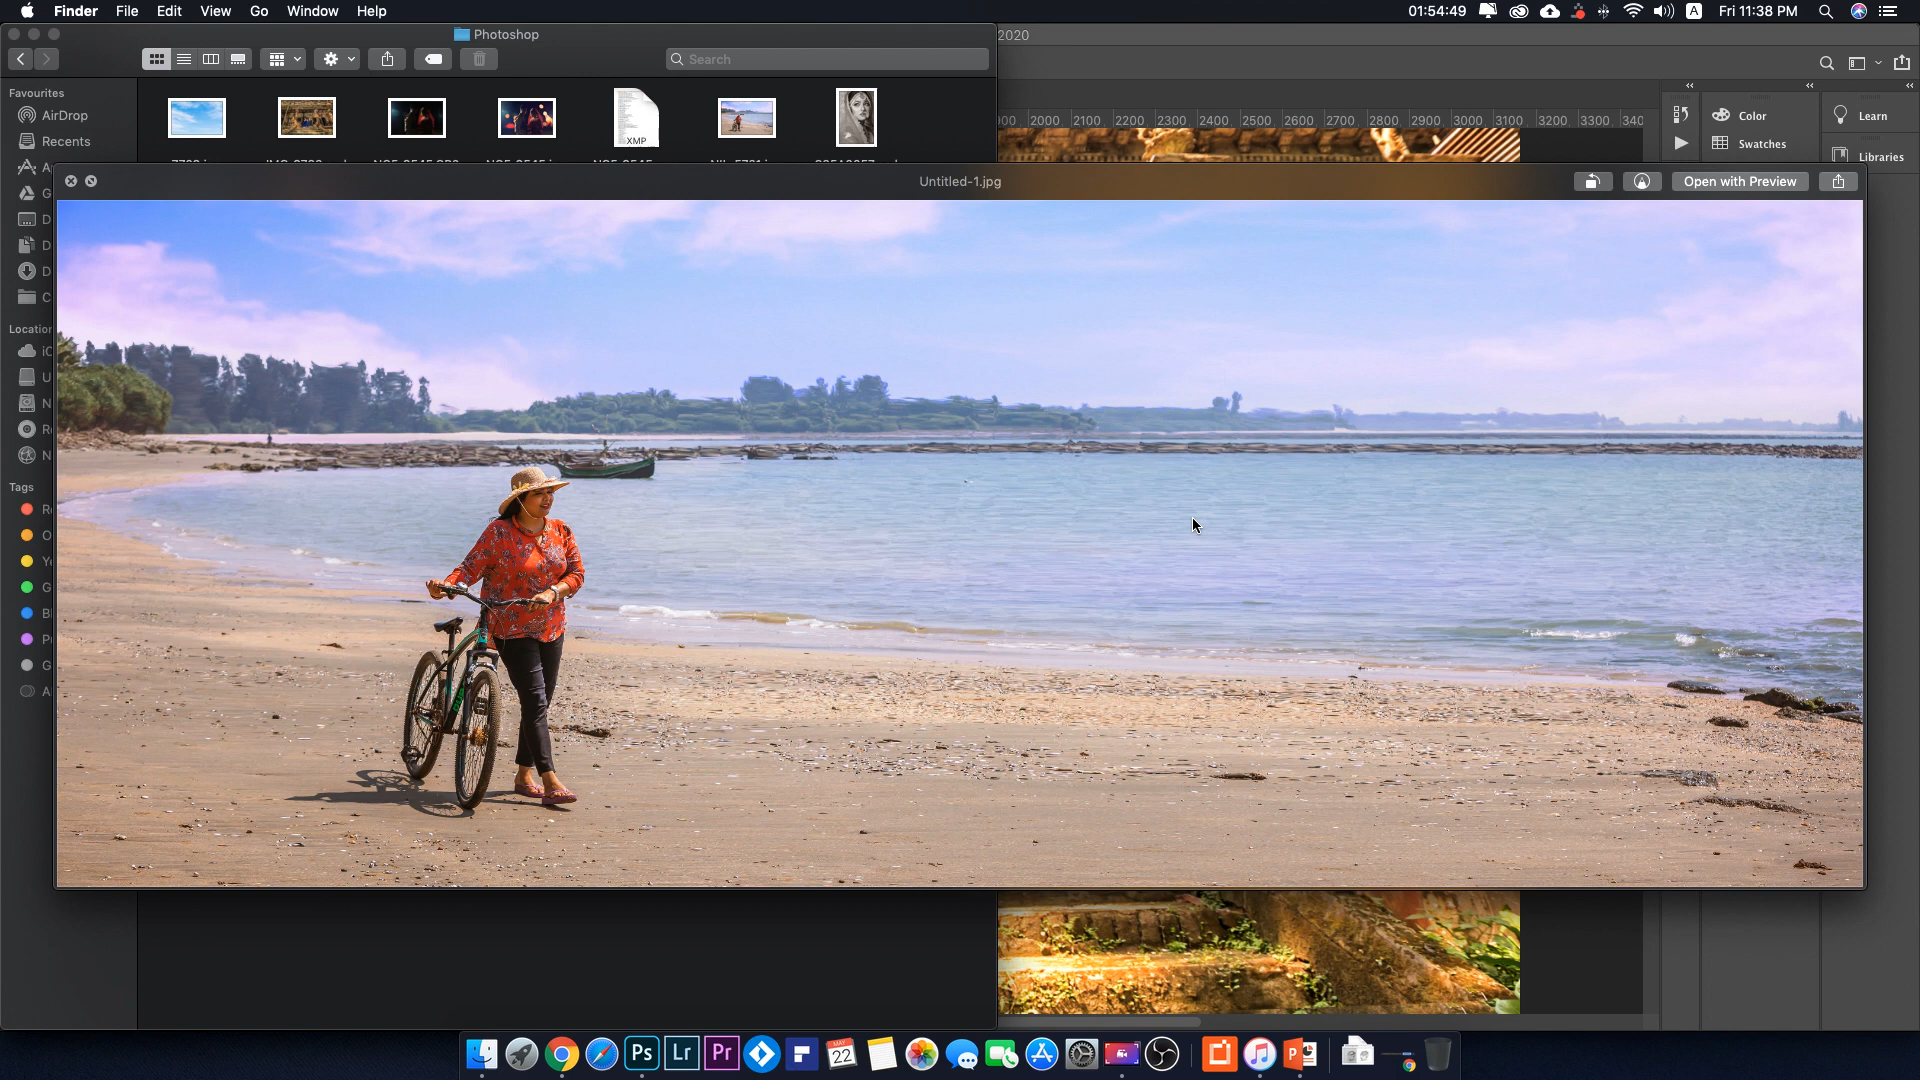 Finder File Edit View Go Window Help
01:54:49 A Fri 11:38 PM
Photoshop
2020
Search
Favourites
AirDrop
Recents
Locations
Tags
XMP
2000 2100 2200 2300 2400 2500 2600 2700 2800 2900 3000 3100 3200 3300
Color
Swatches
Learn
Libraries
Untitled-1.jpg
Open with Preview
Ps Lr Pr
MAY
22
P